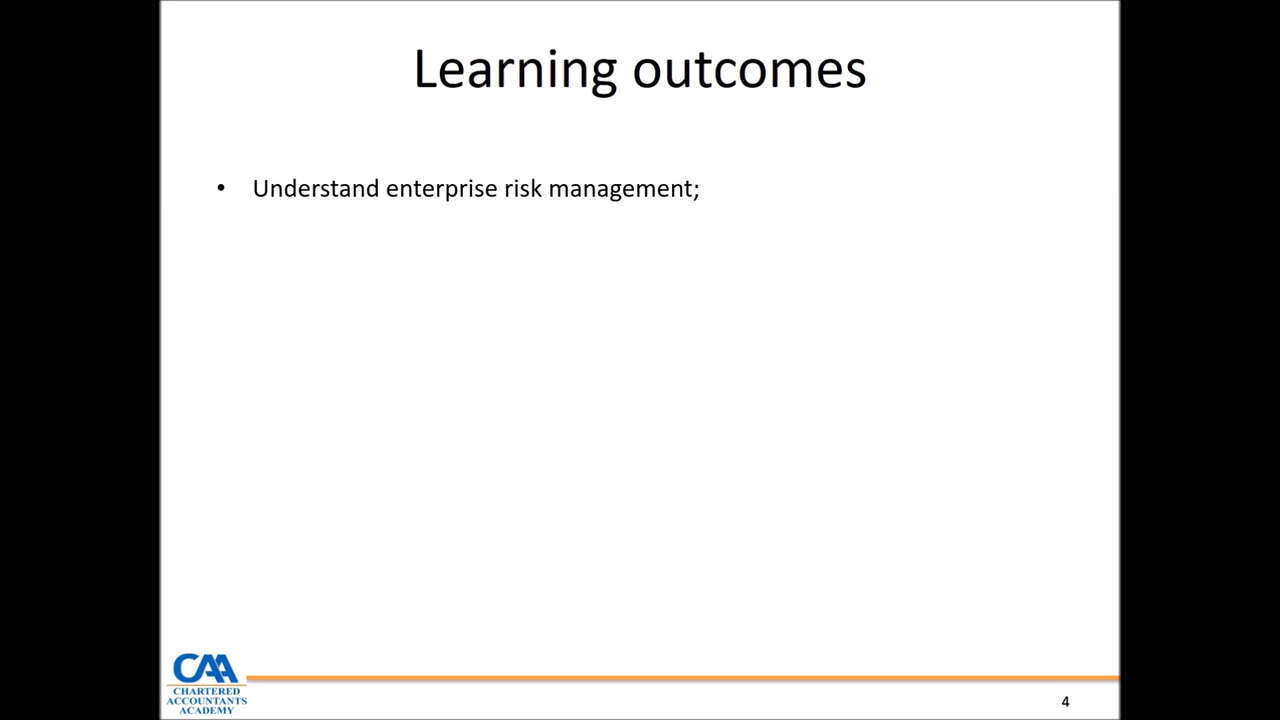 Learning outcomes
• Understand enterprise risk management;
CAA
CHARTERED
ACCOUNTANTS
ACADEMY
4